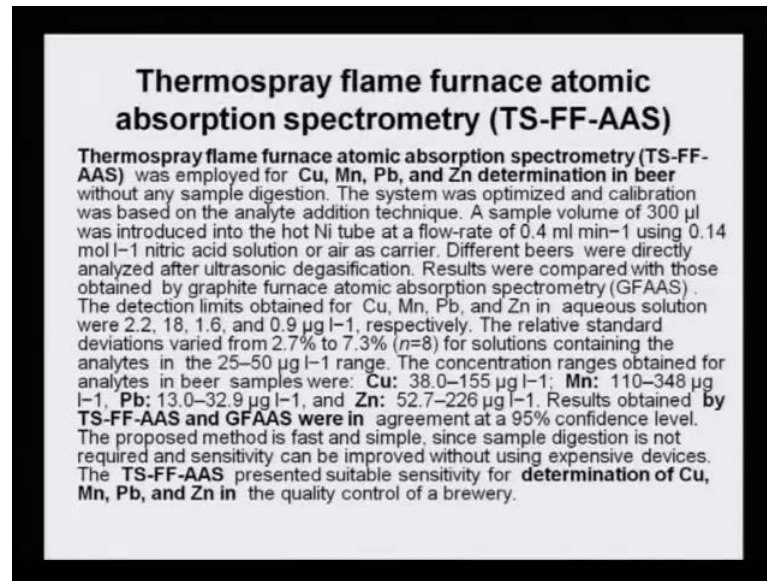 Thermospray flame furnace atomic
absorption spectrometry (TS-FF-AAS)
Thermospray flame furnace atomic absorption spectrometry (TS-FF-
AAS) was employed for Cu, Mn, Pb, and Zn determination in beer
without any sample digestion. The system was optimized and calibration
was based on the analyte addition technique. A sample volume of 300 µl
was introduced into the hot Ni tube at a flow-rate of 0.4 ml min−1 using 0.14
mol l−1 nitric acid solution or air as carrier. Different beers were directly
analyzed after ultrasonic degasification. Results were compared with those
obtained by graphite furnace atomic absorption spectrometry (GFAAS) .
The detection limits obtained for Cu, Mn, Pb, and Zn in aqueous solution
were 2.2, 18, 1.6, and 0.9 µg l−1, respectively. The relative standard
deviations varied from 2.7% to 7.3% (n=8) for solutions containing the
analytes in the 25–50 µg l−1 range. The concentration ranges obtained for
analytes in beer samples were: Cu: 38.0–155 µg l−1; Mn: 110–348 µg
l−1, Pb: 13.0–32.9 µg l−1, and Zn: 52.7–226 µg l−1. Results obtained by
TS-FF-AAS and GFAAS were in agreement at a 95% confidence level.
The proposed method is fast and simple, since sample digestion is not
required and sensitivity can be improved without using expensive devices.
The TS-FF-AAS presented suitable sensitivity for determination of Cu,
Mn, Pb, and Zn in the quality control of a brewery.